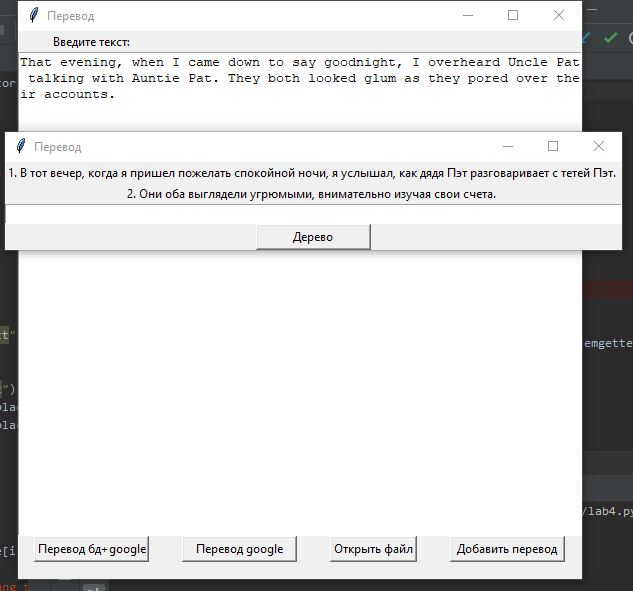 Перевод
Введите текст:
tor
That evening, when I came down to say goodnight, I overheard Uncle Pat
talking with Auntie Pat. They both looked glum as they pored over the
ir accounts.
Перевод
1. В тот вечер, когда я пришел пожелать спокойной ночи, я услышал, как дядя Пэт разговаривает с тетей Пэт.
2. Они оба выглядели угрюмыми, внимательно изучая свои счета.
Дерево
t"
emgette
")
plac
plac
/lab4.py
e[i
Перевод бд+google
Перевод google
Открыть файл
Добавить перевод